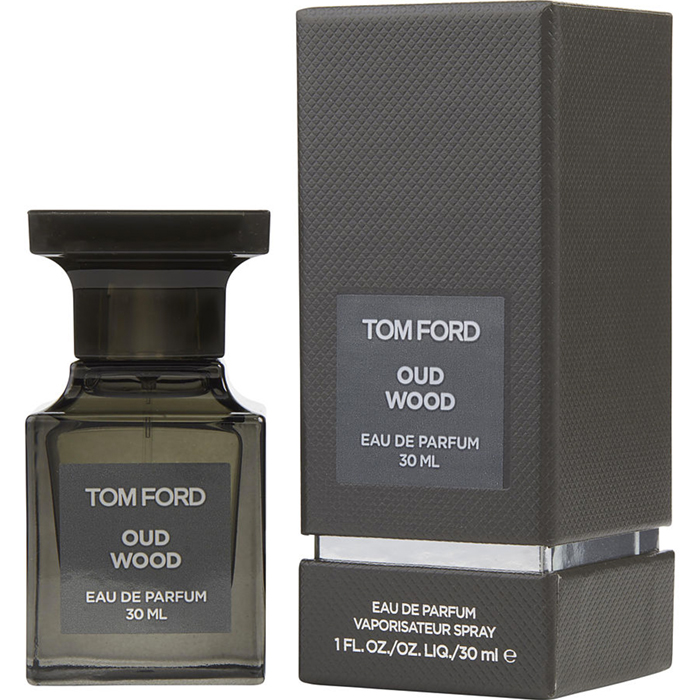 TOM FORD
OUD
WOOD
EAU DE PARFUM
30 ML
TOM FORD
OUD
WOOD
EAU DE PARFUM
30 ML
EAU DE PARFUM
VAPORISATEUR SPRAY
1 FL.OZ./OZ. LIQ./30 ml ℮